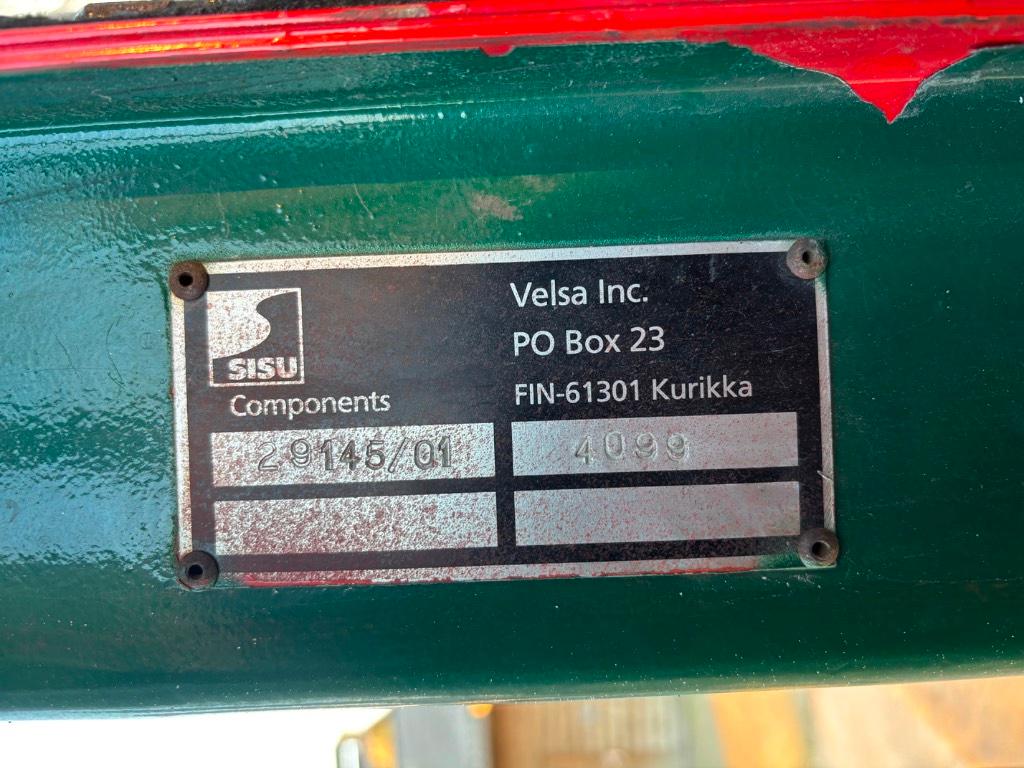 SISU
Components
Velsa Inc.
PO Box 23
FIN-61301 Kurikka
29145/01
4099